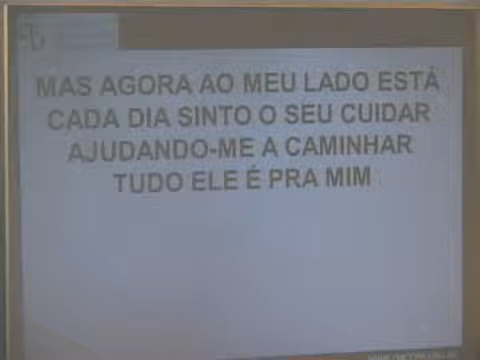 MAS AGORA AO MEU LADO ESTÁ
CADA DIA SINTO O SEU CUIDAR
AJUDANDO-ME A CAMINHAR
TUDO ELE É PRA MIM